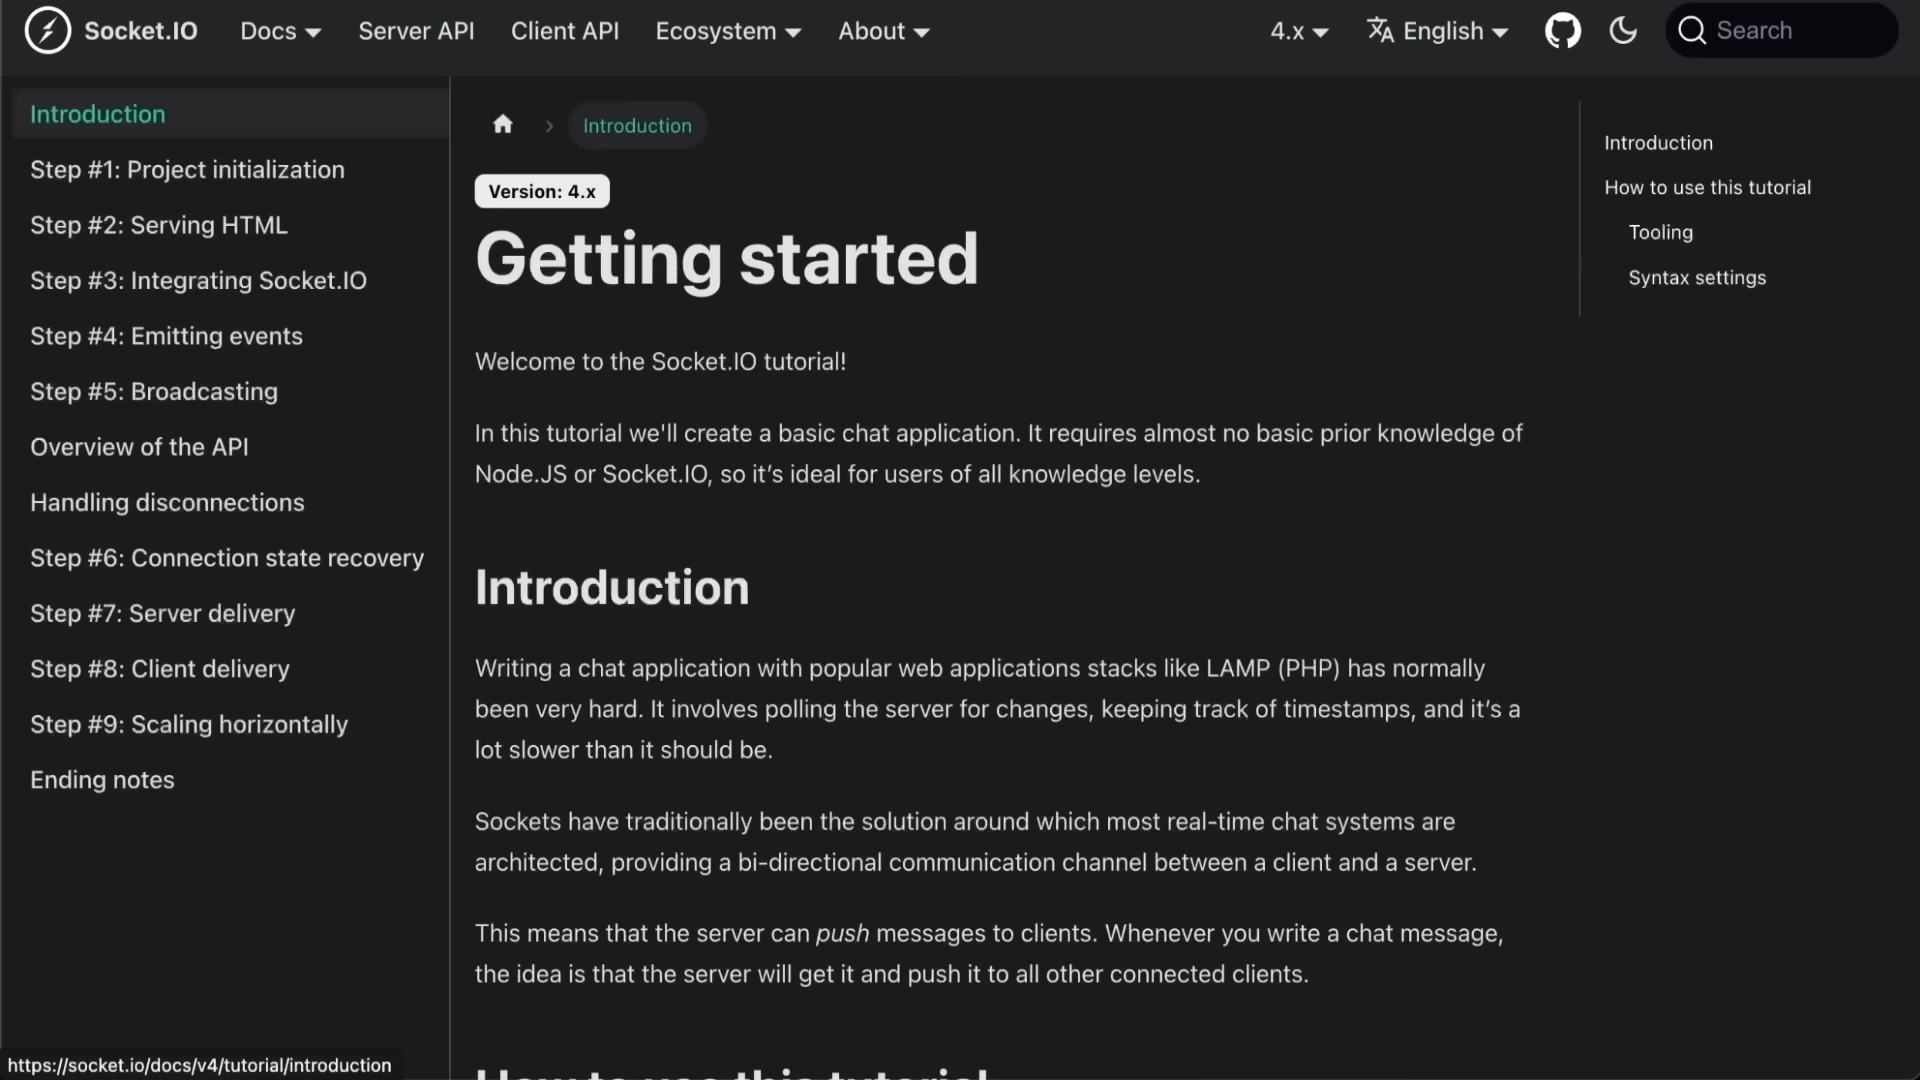 Socket.IO Docs Server API Client API Ecosystem About 4.x English Search
Introduction
Step #1: Project initialization
Step #2: Serving HTML
Step #3: Integrating Socket.IO
Step #4: Emitting events
Step #5: Broadcasting
Overview of the API
Handling disconnections
Step #6: Connection state recovery
Step #7: Server delivery
Step #8: Client delivery
Step #9: Scaling horizontally
Ending notes
Introduction
Version: 4.x
Getting started
Welcome to the Socket.IO tutorial!
In this tutorial we'll create a basic chat application. It requires almost no basic prior knowledge of
Node.JS or Socket.IO, so it’s ideal for users of all knowledge levels.
Introduction
Writing a chat application with popular web applications stacks like LAMP (PHP) has normally
been very hard. It involves polling the server for changes, keeping track of timestamps, and it’s a
lot slower than it should be.
Sockets have traditionally been the solution around which most real-time chat systems are
architected, providing a bi-directional communication channel between a client and a server.
This means that the server can push messages to clients. Whenever you write a chat message,
the idea is that the server will get it and push it to all other connected clients.
How to use this tutorial
Introduction
How to use this tutorial
Tooling
Syntax settings
https://socket.io/docs/v4/tutorial/introduction